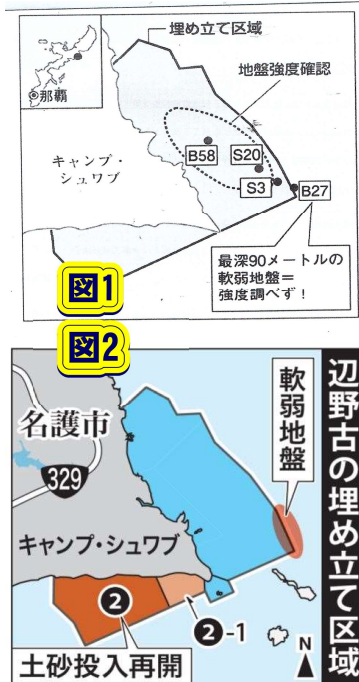 埋め立て区域
那覇
地盤強度確認
B58
S20
S3
B27
キャンプ・
シュワブ
最深90メートルの
軟弱地盤＝
強度調べず！
図1
図2
辺野古の埋め立て区域
軟弱地盤
名護市
329
キャンプ・シュワブ
❷
❷-1
土砂投入再開
N